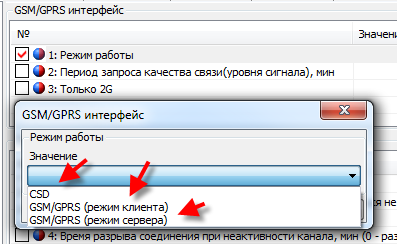 GSM/GPRS интерфейс
№ Значени
1: Режим работы
2: Период запроса качества связи(уровня сигнала), мин
3: Только 2G
GSM/GPRS интерфейс
Режим работы
Значение
CSD
GSM/GPRS (режим клиента)
GSM/GPRS (режим сервера)
4: Время разрыва соединения при неактивности канала, мин (0 - раз